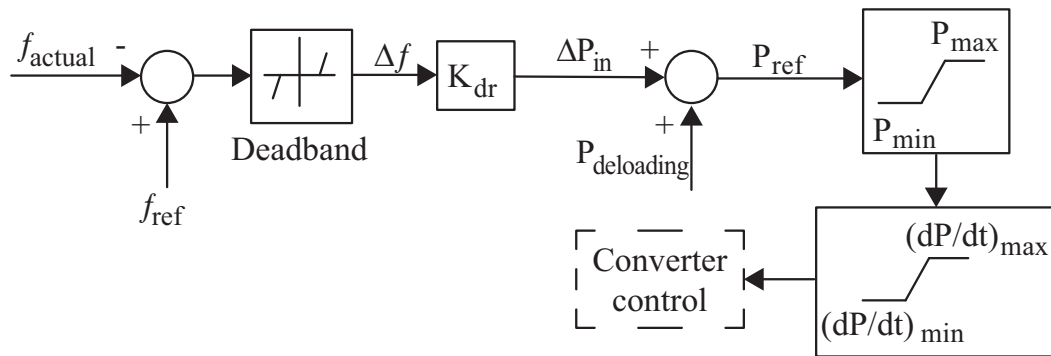 f_actual
-
+
f_ref
Deadband
Δf
K_dr
ΔP_in
+
+
P_deloading
P_ref
P_max
P_min
(dP/dt)_max
(dP/dt)_min
Converter
control